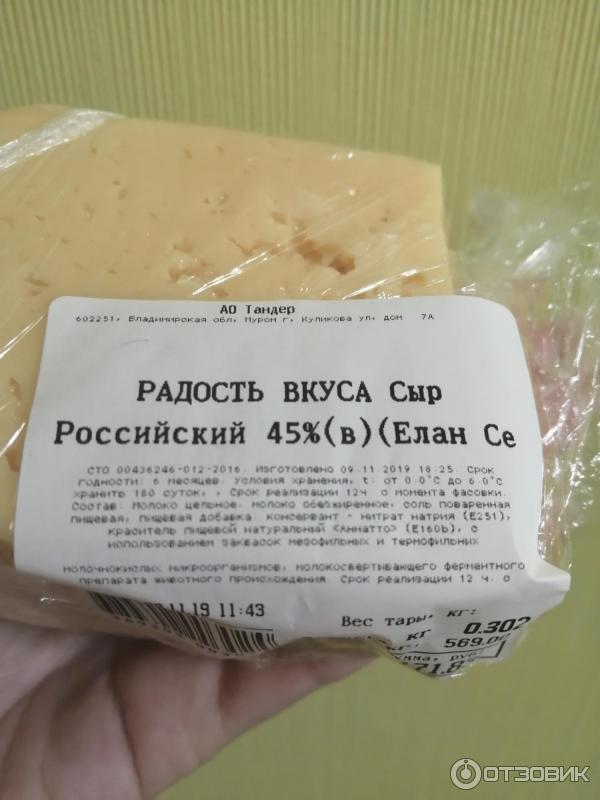 АО Тандер
602251, Владимирская обл, Муром г, Куликова ул, дом 7А
РАДОСТЬ ВКУСА Сыр
Российский 45%(в)(Елан Се
СТО 00436246-012-2016. Изготовлено 09.11.2019 18:25. Срок
годности: 6 месяцев. Условия хранения, t: от 0.0°С до 6.0°С
хранить 180 суток, , Срок реализации 12ч с момента фасовки.
Состав: Молоко цельное, молоко обезжиренное, соль поваренная
пищевая, пищевая добавка консервант - нитрат натрия (Е251),
краситель пищевой натуральный «Аннатто» (Е160b), с
использованием заквасок мезофильных и термофильных
молочнокислых микроорганизмов, молокосвертывающего ферментного
препарата животного происхождения Срок реализации 12 ч. с
11.19 11:43
Вес тары, кг:
кг 0.302
569.00
ОТЗОВИК